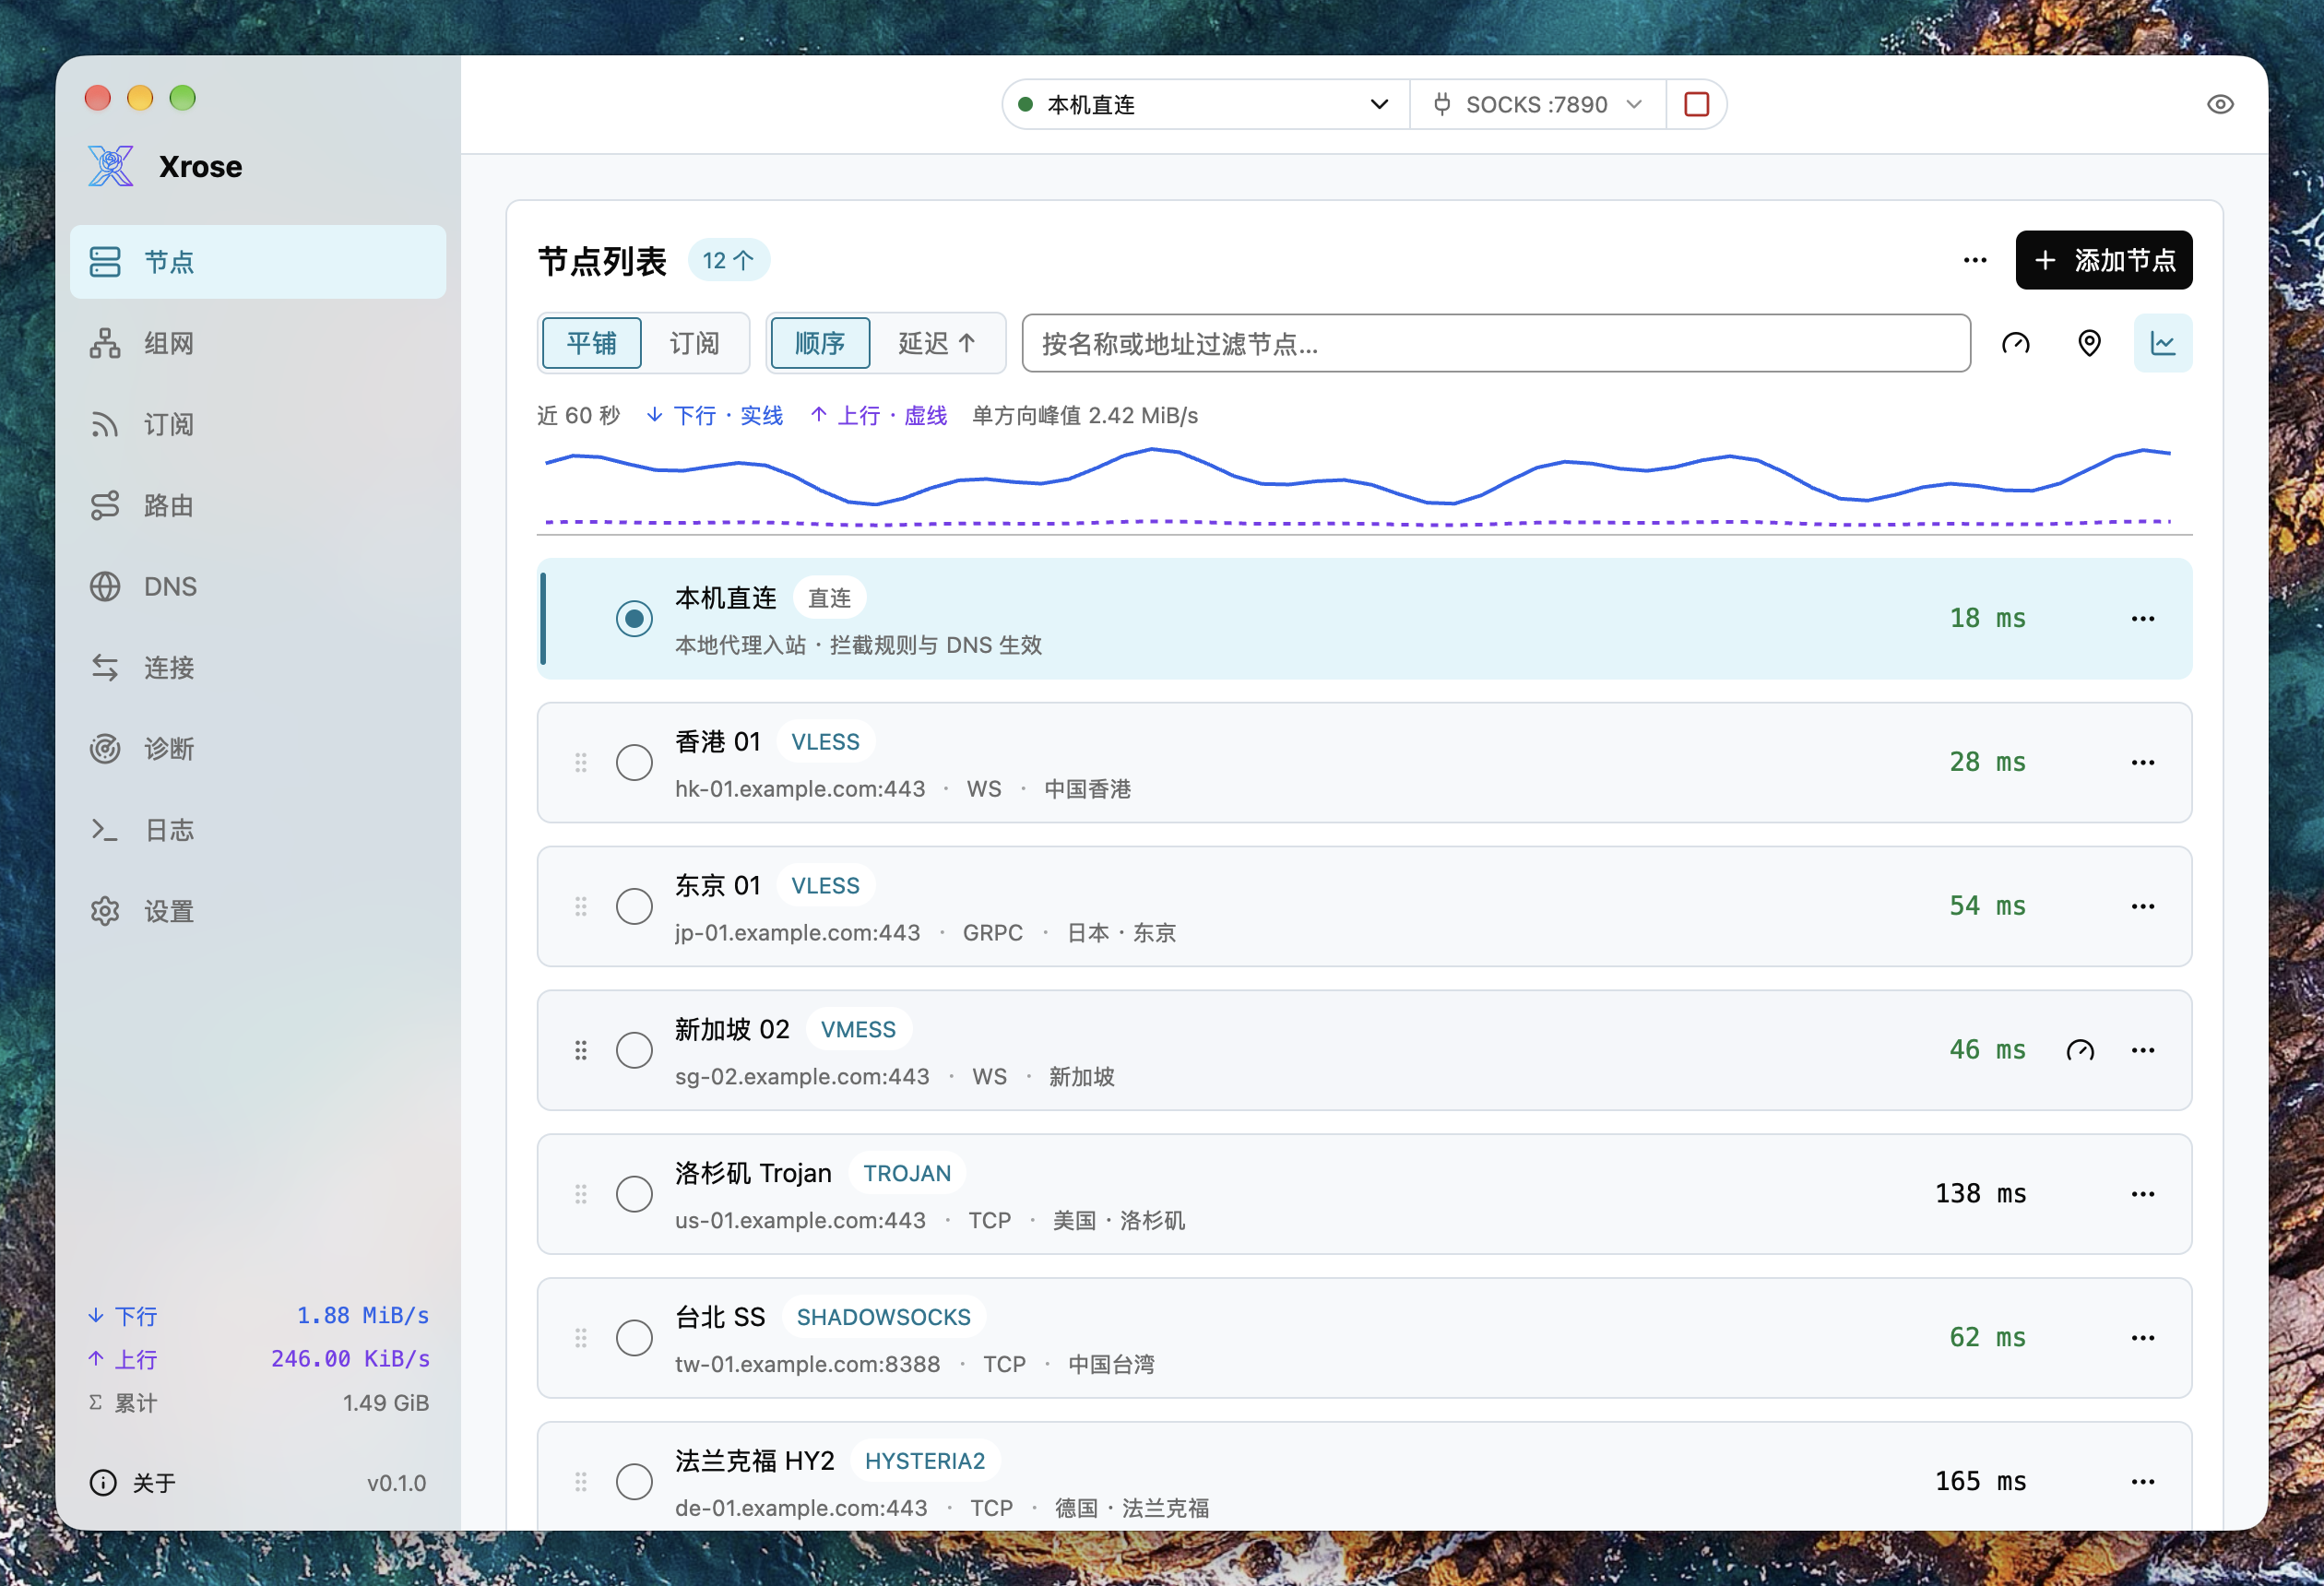 Xrose
节点
组网
订阅
路由
DNS
连接
诊断
日志
设置
↓ 下行 1.88 MiB/s
↑ 上行 246.00 KiB/s
Σ 累计 1.49 GiB
关于 v0.1.0
本机直连 SOCKS :7890
节点列表 12 个 ··· + 添加节点
平铺 订阅 顺序 延迟 ↑ 按名称或地址过滤节点...
近 60 秒 ↓ 下行 · 实线 ↑ 上行 · 虚线 单方向峰值 2.42 MiB/s
本机直连 直连
本地代理入站 · 拦截规则与 DNS 生效
18 ms
香港 01 VLESS
hk-01.example.com:443 · WS · 中国香港
28 ms
东京 01 VLESS
jp-01.example.com:443 · GRPC · 日本 · 东京
54 ms
新加坡 02 VMESS
sg-02.example.com:443 · WS · 新加坡
46 ms
洛杉矶 Trojan TROJAN
us-01.example.com:443 · TCP · 美国 · 洛杉矶
138 ms
台北 SS SHADOWSOCKS
tw-01.example.com:8388 · TCP · 中国台湾
62 ms
法兰克福 HY2 HYSTERIA2
de-01.example.com:443 · TCP · 德国 · 法兰克福
165 ms